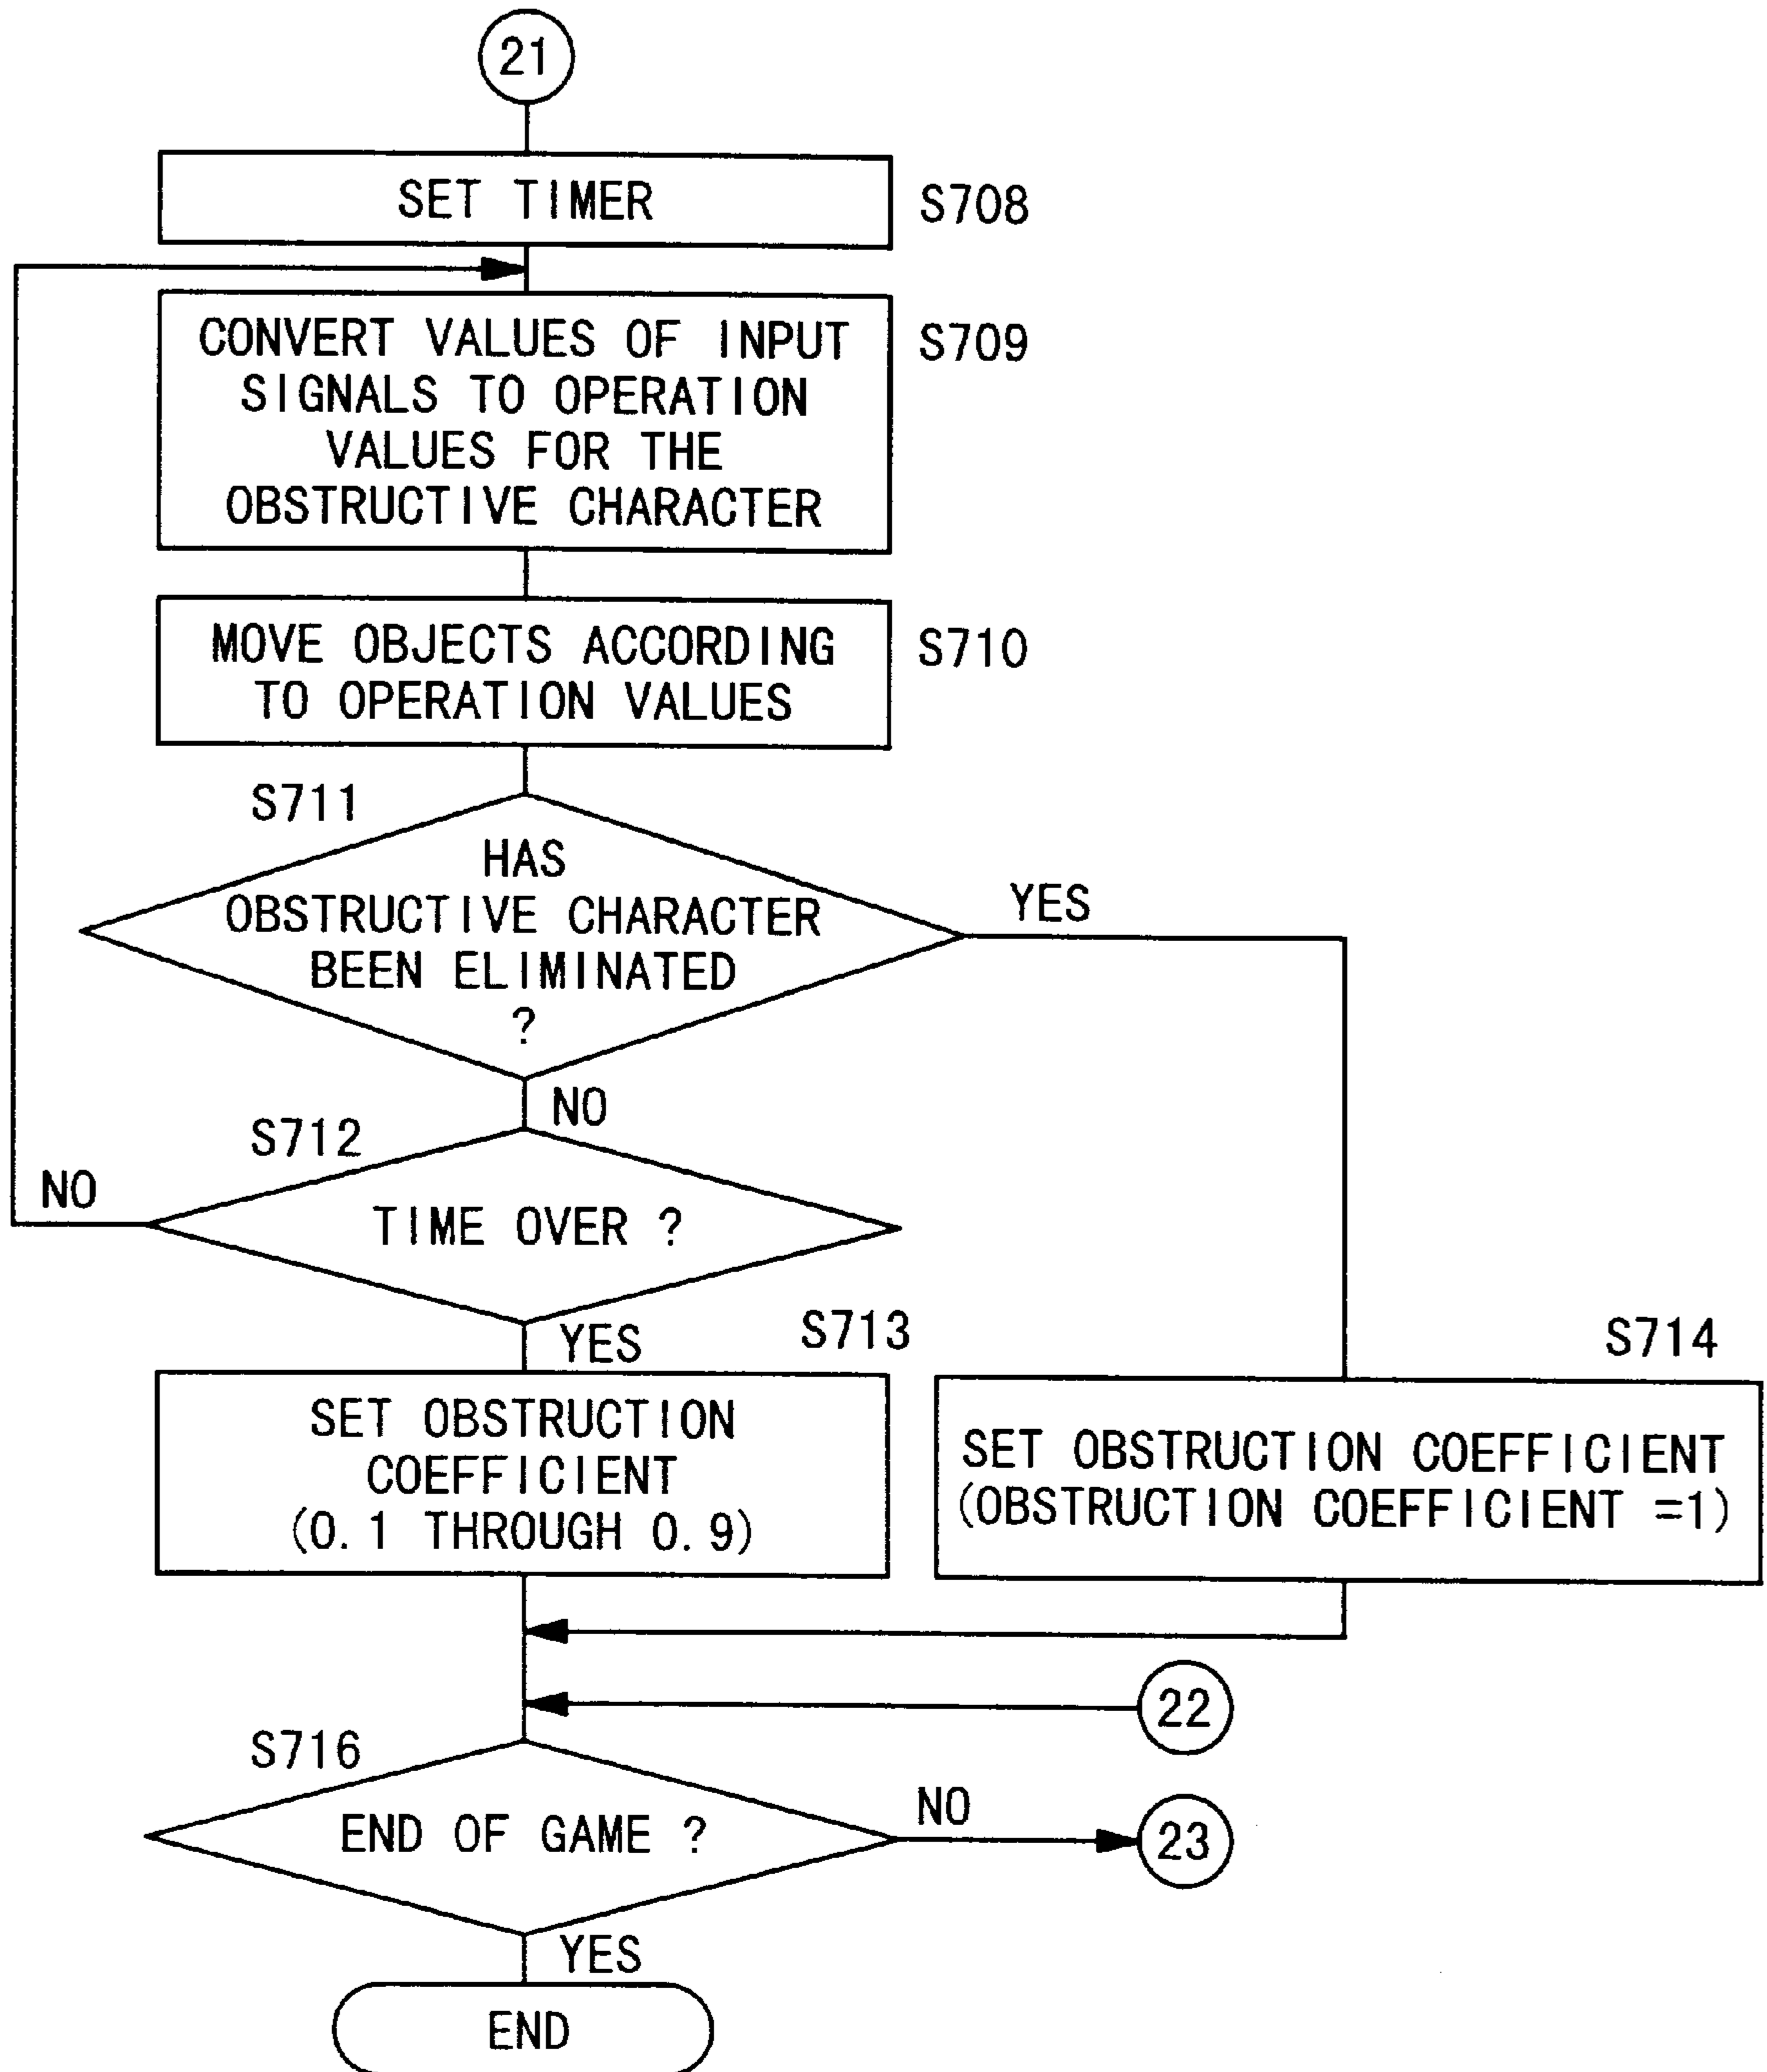 21
SET TIMER
S708
CONVERT VALUES OF INPUT
SIGNALS TO OPERATION
VALUES FOR THE
OBSTRUCTIVE CHARACTER
S709
MOVE OBJECTS ACCORDING
TO OPERATION VALUES
S710
S711
HAS
OBSTRUCTIVE CHARACTER
BEEN ELIMINATED
?
YES
NO
S712
NO
TIME OVER ?
YES
S713
SET OBSTRUCTION
COEFFICIENT
(0.1 THROUGH 0.9)
S714
SET OBSTRUCTION COEFFICIENT
(OBSTRUCTION COEFFICIENT =1)
22
S716
END OF GAME ?
NO
23
YES
END